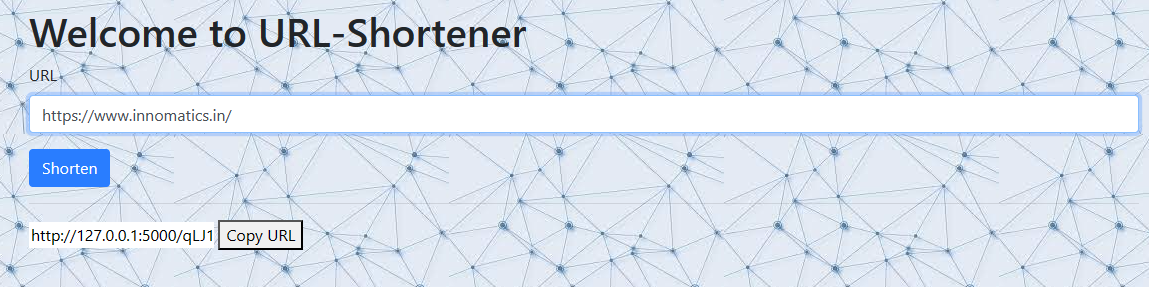 Welcome to URL-Shortener
URL
https://www.innomatics.in/
Shorten
http://127.0.0.1:5000/qLJ1 Copy URL